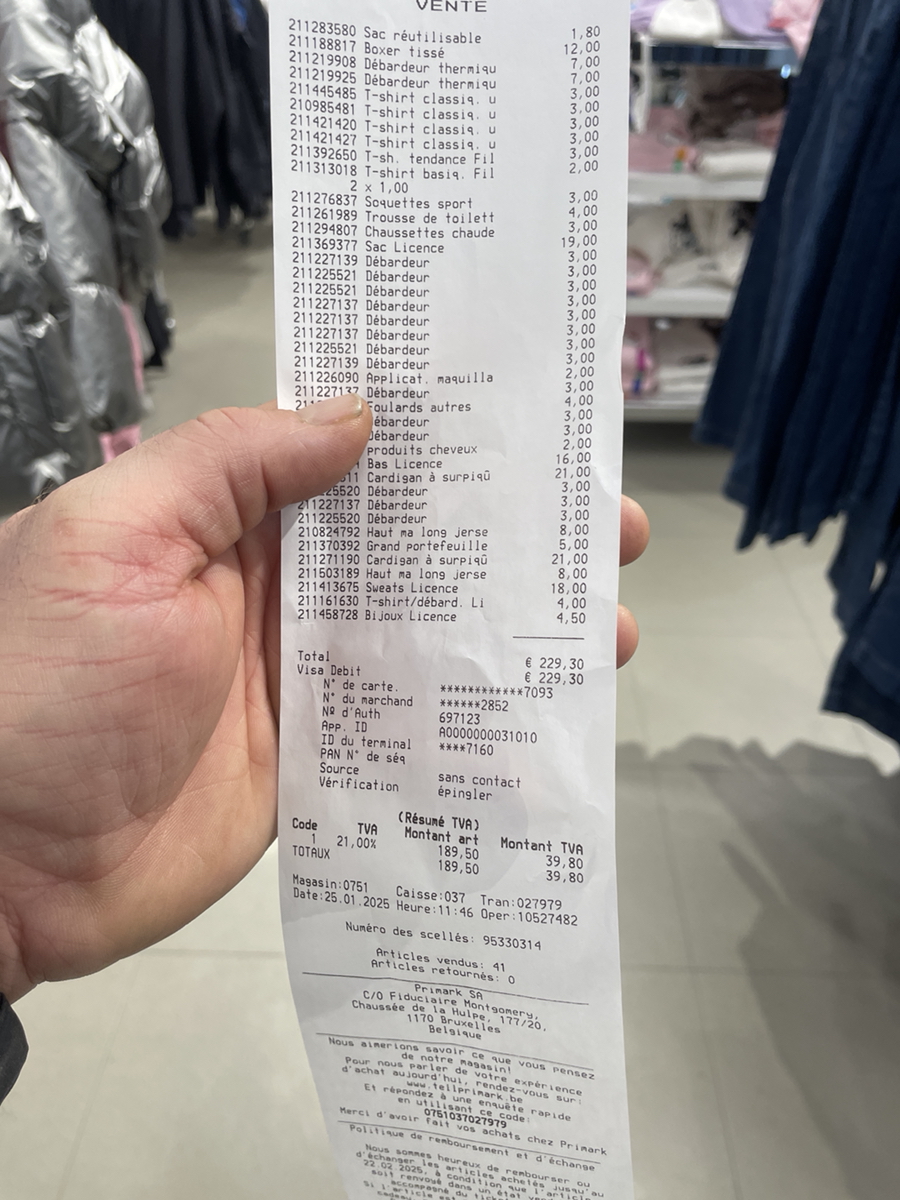 VENTE
211283580 Sac réutilisable 1,80
211188817 Boxer tissé 12,00
211219908 Débardeur thermiqu 7,00
211219925 Débardeur thermiqu 7,00
211445485 T-shirt classiq. u 3,00
210985481 T-shirt classiq. u 3,00
211421420 T-shirt classiq. u 3,00
211421427 T-shirt classiq. u 3,00
211392650 T-sh. tendance Fil 3,00
211313018 T-shirt basiq. Fil 2,00
2 x 1,00
211276837 Soquettes sport 3,00
211261989 Trousse de toilett 4,00
211294807 Chaussettes chaude 3,00
211369377 Sac Licence 19,00
211227139 Débardeur 3,00
211225521 Débardeur 3,00
211225521 Débardeur 3,00
211227137 Débardeur 3,00
211227137 Débardeur 3,00
211227137 Débardeur 3,00
211225521 Débardeur 3,00
211227139 Débardeur 3,00
211226090 Applicat. maquilla 2,00
211227137 Débardeur 3,00
Foulards autres 4,00
ébardeur 3,00
ébardeur 3,00
produits cheveux 2,00
Bas Licence 16,00
Cardigan à surpiqû 21,00
25520 Débardeur 3,00
211227137 Débardeur 3,00
211225520 Débardeur 3,00
210824792 Haut ma long jerse 8,00
211370392 Grand portefeuille 5,00
211271190 Cardigan à surpiqû 21,00
211503189 Haut ma long jerse 8,00
211413675 Sweats Licence 18,00
211161630 T-shirt/débard. Li 4,00
211458728 Bijoux Licence 4,50
Total € 229,30
Visa Debit € 229,30
N° de carte. ************7093
N° du marchand ******2852
Nº d'Auth 697123
App. ID A0000000031010
ID du terminal ****7160
PAN N° de séq
Source sans contact
Vérification épingler
(Résumé TVA)
Code TVA Montant art Montant TVA
1 21,00% 189,50 39,80
TOTAUX 189,50 39,80
Magasin:0751 Caisse:037 Tran:027979
Date:25.01.2025 Heure:11:46 Oper:10527482
Numéro des scellés: 95330314
Articles vendus: 41
Articles retournés: 0
Primark SA
C/O Fiduciaire Montgomery,
Chaussée de la Hulpe, 177/20,
1170 Bruxelles
Belgique
Nous aimerions savoir ce que vous pensez
de notre magasin!
Pour nous parler de votre expérience
d'achat aujourd'hui, rendez-vous sur:
www.tellprimark.be
Et répondez à une enquête rapide
en utilisant ce code:
0751037027979
Merci d'avoir fait vos achats chez Primark
Politique de remboursement et d'échange
Nous sommes heureux de rembourser ou
d'échanger les articles achetés jusqu'au
22.02.2025, à condition que l'article
soit renvoyé dans un état
accompagné du